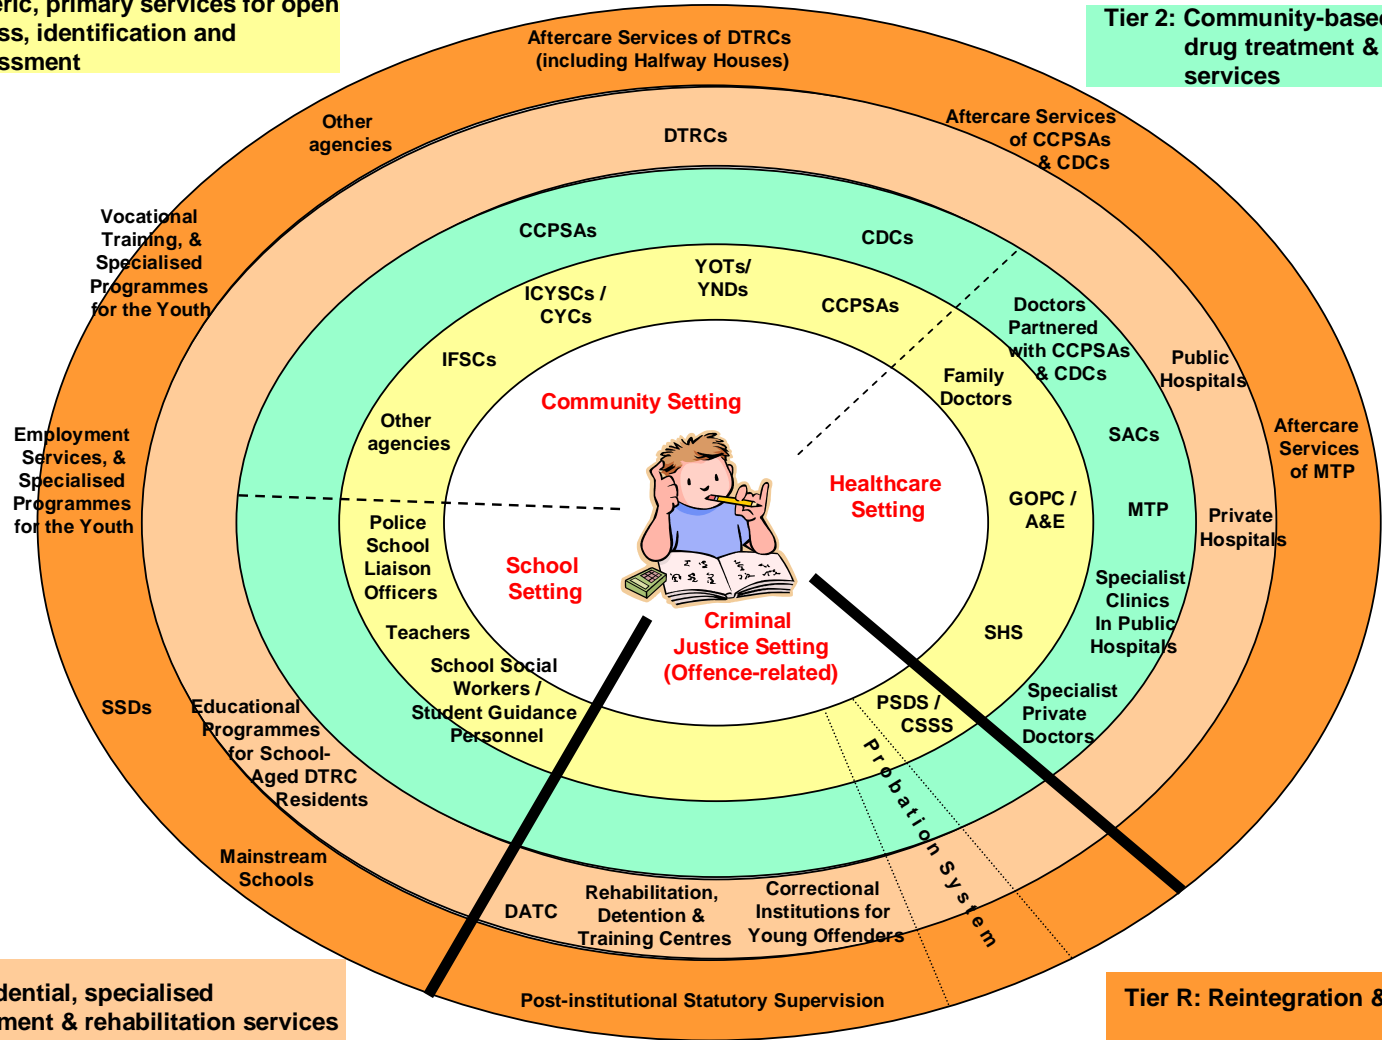 eric, primary services for open
ss, identification and
ssment
Tier 2: Community-based
drug treatment &
services
Aftercare Services of DTRCs
(including Halfway Houses)
Other
agencies
DTRCs
Aftercare Services
of CCPSAs
& CDCs
Vocational
Training, &
Specialised
Programmes
for the Youth
CCPSAs
CDCs
YOTs/
YNDs
ICYSCs /
CYCs
CCPSAs
Doctors
Partnered
with CCPSAs
& CDCs
IFSCs
Family
Doctors
Public
Hospitals
Community Setting
Other
agencies
Employment
Services, &
Specialised
Programmes
for the Youth
SACs
Aftercare
Services
of MTP
Healthcare
Setting
GOPC /
A&E
MTP
Private
Hospitals
Police
School
Liaison
Officers
School
Setting
Specialist
Clinics
In Public
Hospitals
Teachers
Criminal
Justice Setting
(Offence-related)
SHS
School Social
Workers /
Student Guidance
Personnel
SSDs
Educational
Programmes
for School-
Aged DTRC
Residents
PSDS /
CSSS
Specialist
Private
Doctors
Probation System
Mainstream
Schools
DATC
Rehabilitation,
Detention &
Training Centres
Correctional
Institutions for
Young Offenders
Post-institutional Statutory Supervision
dential, specialised
ment & rehabilitation services
Tier R: Reintegration &